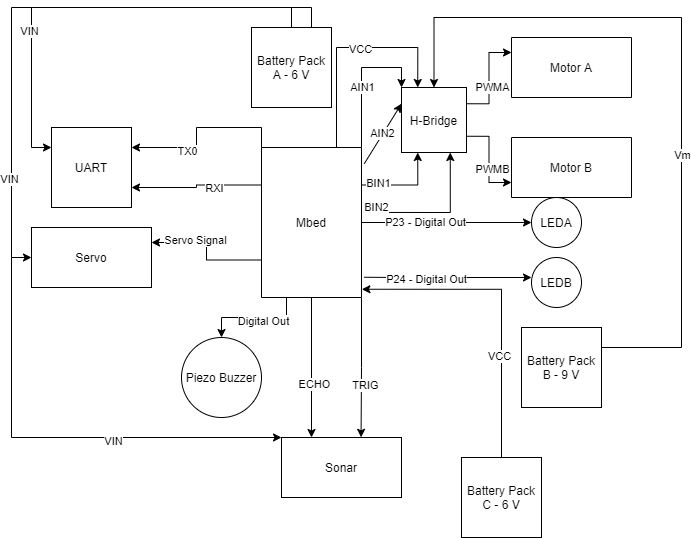 VIN
Battery Pack
A - 6 V
VCC
AIN1
Motor A
PWMA
H-Bridge
AIN2
TX0
UART
Vm
PWMB
Motor B
VIN
RXI
BIN1
BIN2
Mbed
P23 - Digital Out
LEDA
Servo Signal
Servo
P24 - Digital Out
LEDB
Digital Out
VCC
Battery Pack
B - 9 V
Piezo Buzzer
ECHO
TRIG
VIN
Sonar
Battery Pack
C - 6 V